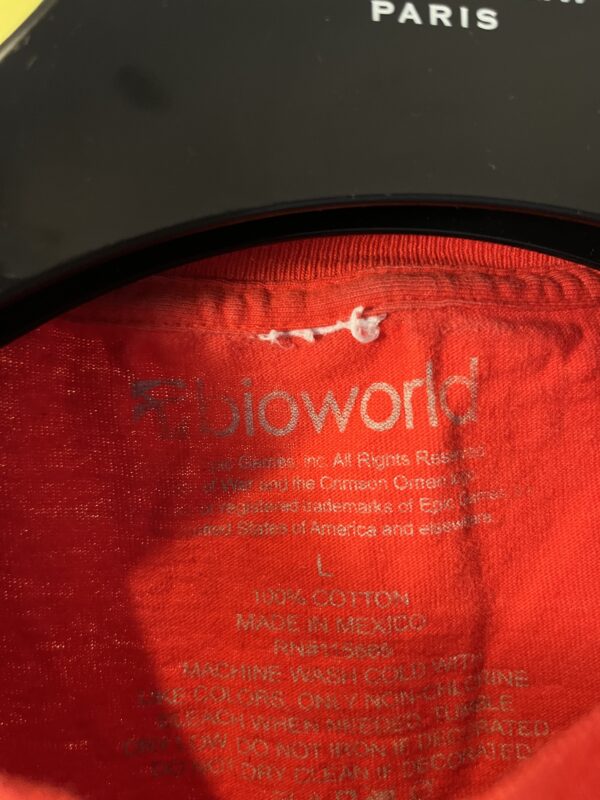 PARIS
bioworld
Epic Games, Inc. All Rights Reserved
of War and the Crimson Omen logo
registered trademarks of Epic Games,
States of America and elsewhere.
L
100% COTTON
MADE IN MEXICO
MACHINE WASH COLD WITH
LIKE COLORS, ONLY NON-CHLORINE
BLEACH WHEN NEEDED, TUMBLE
DRY LOW DO NOT IRON IF DECORATED
DO NOT DRY CLEAN IF DECORATED